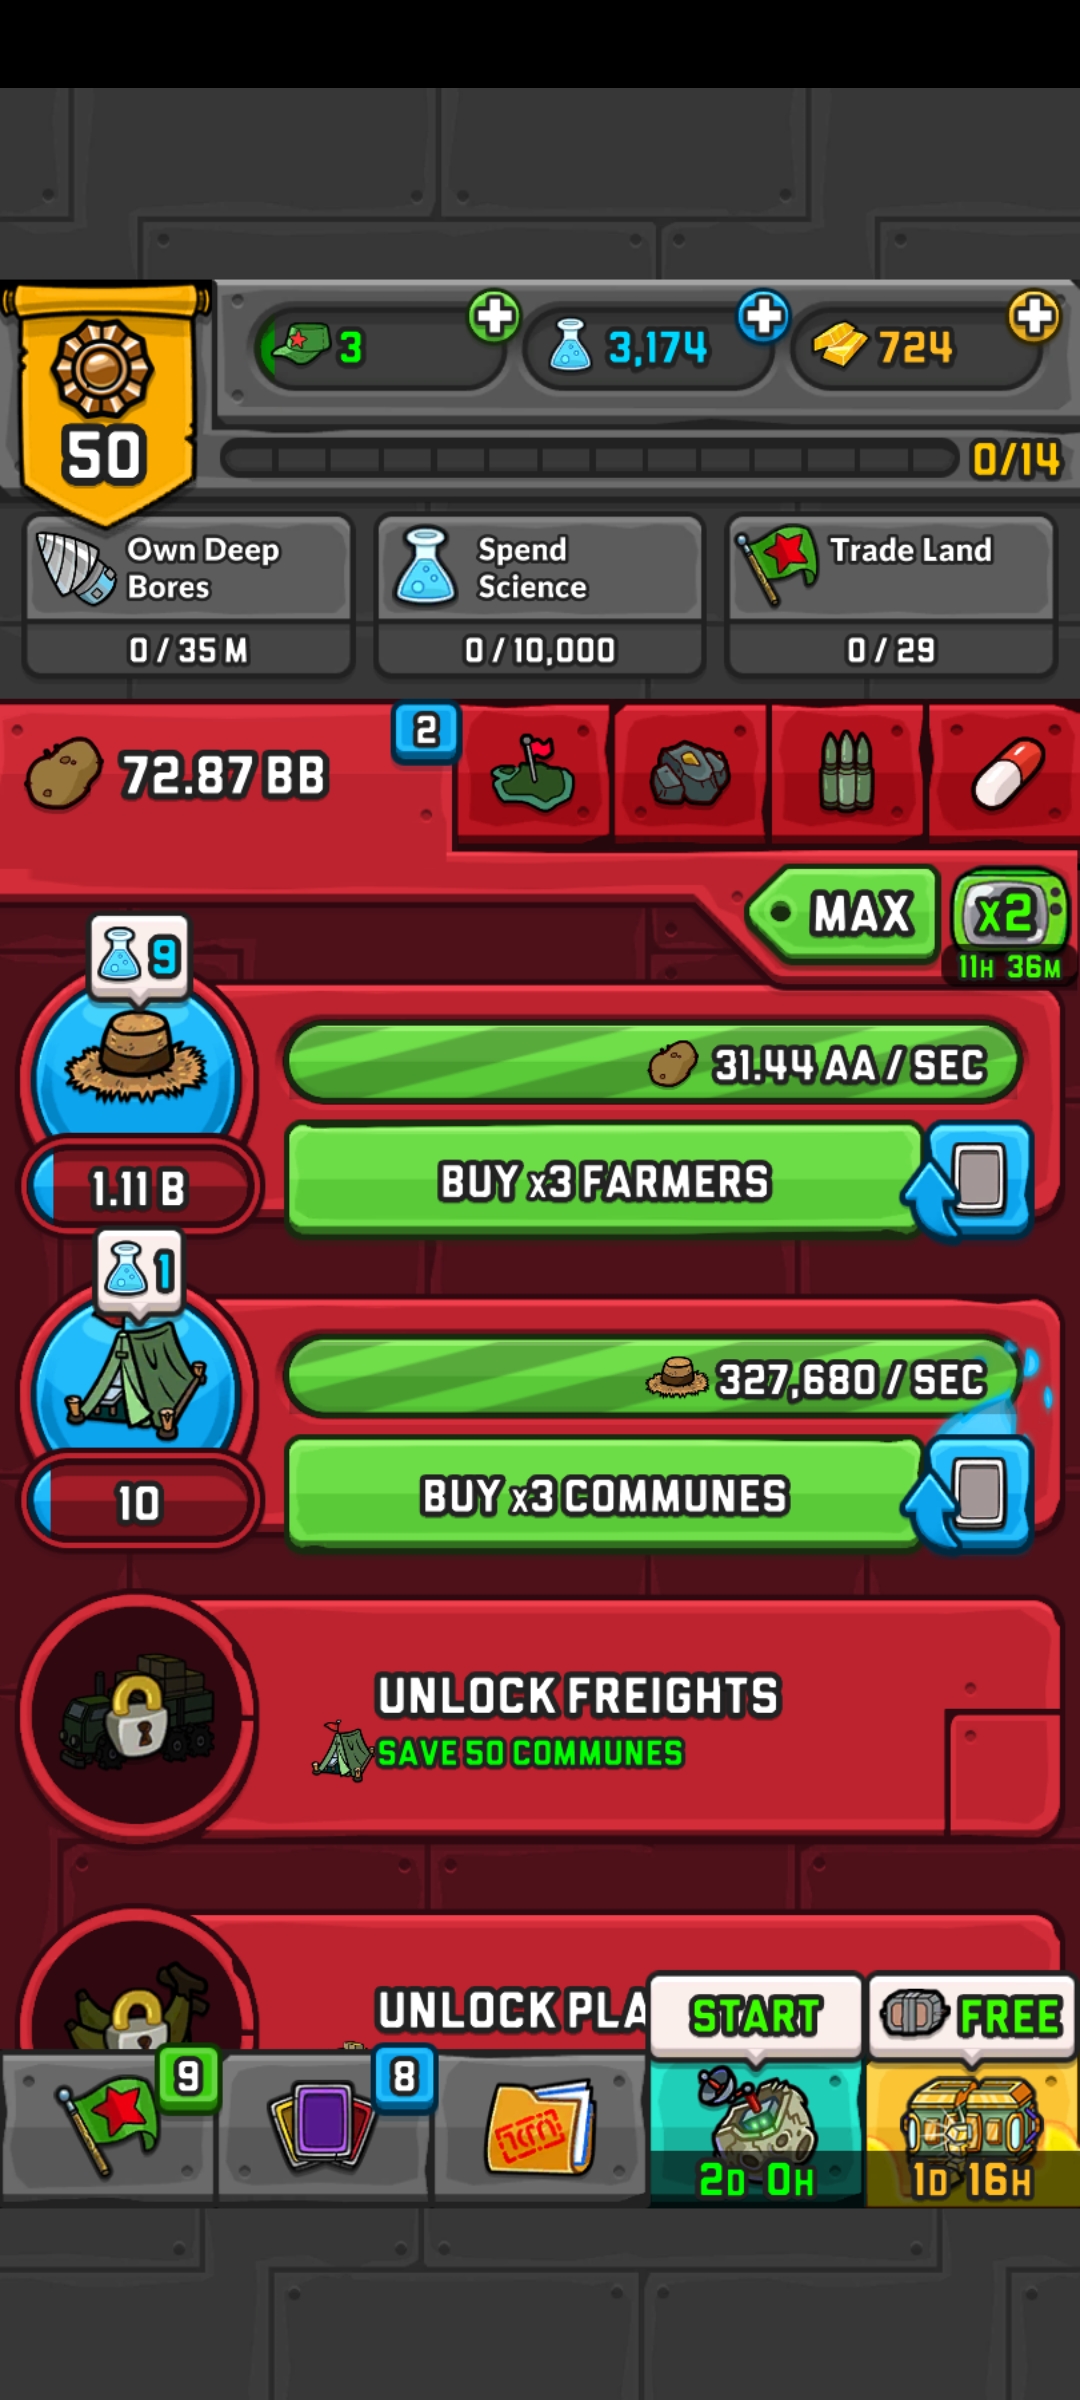 50
3
3,174
724
0/14
Own Deep
Bores
0 / 35 M
Spend
Science
0 / 10,000
Trade Land
0 / 29
72.87 BB
2
MAX
x2
11H 36M
9
31.44 AA / SEC
1.11 B
BUY x3 FARMERS
1
327,680 / SEC
10
BUY x3 COMMUNES
UNLOCK FREIGHTS
SAVE 50 COMMUNES
UNLOCK PLA
START
FREE
9
8
2D 0H
1D 16H